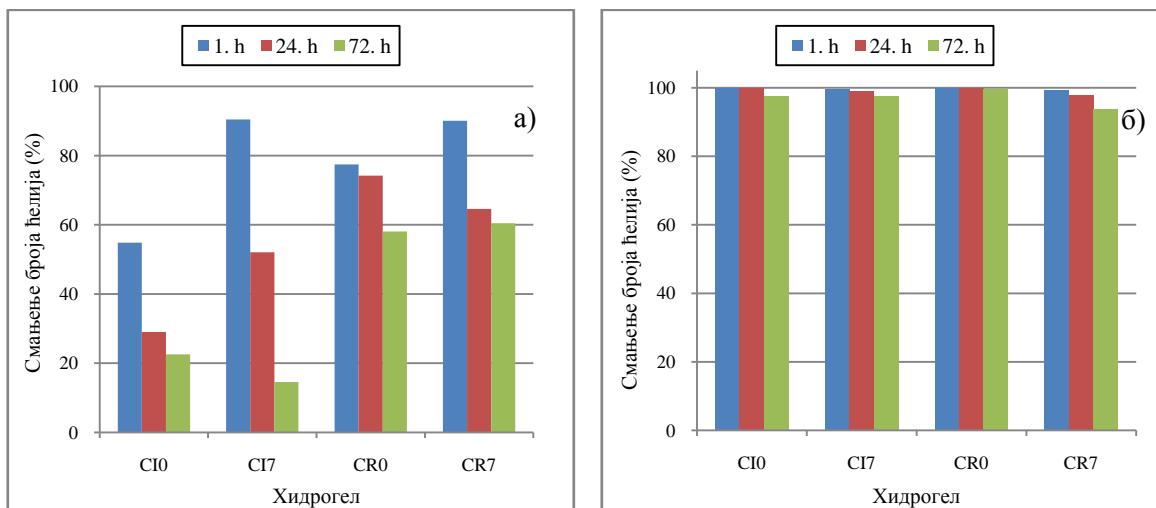 1. h 24. h 72. h
а)
Смањење броја ћелија (%)
100
80
60
40
20
0
CI0 CI7 CR0 CR7
Хидрогел
1. h 24. h 72. h
б)
Смањење броја ћелија (%)
100
80
60
40
20
0
CI0 CI7 CR0 CR7
Хидрогел